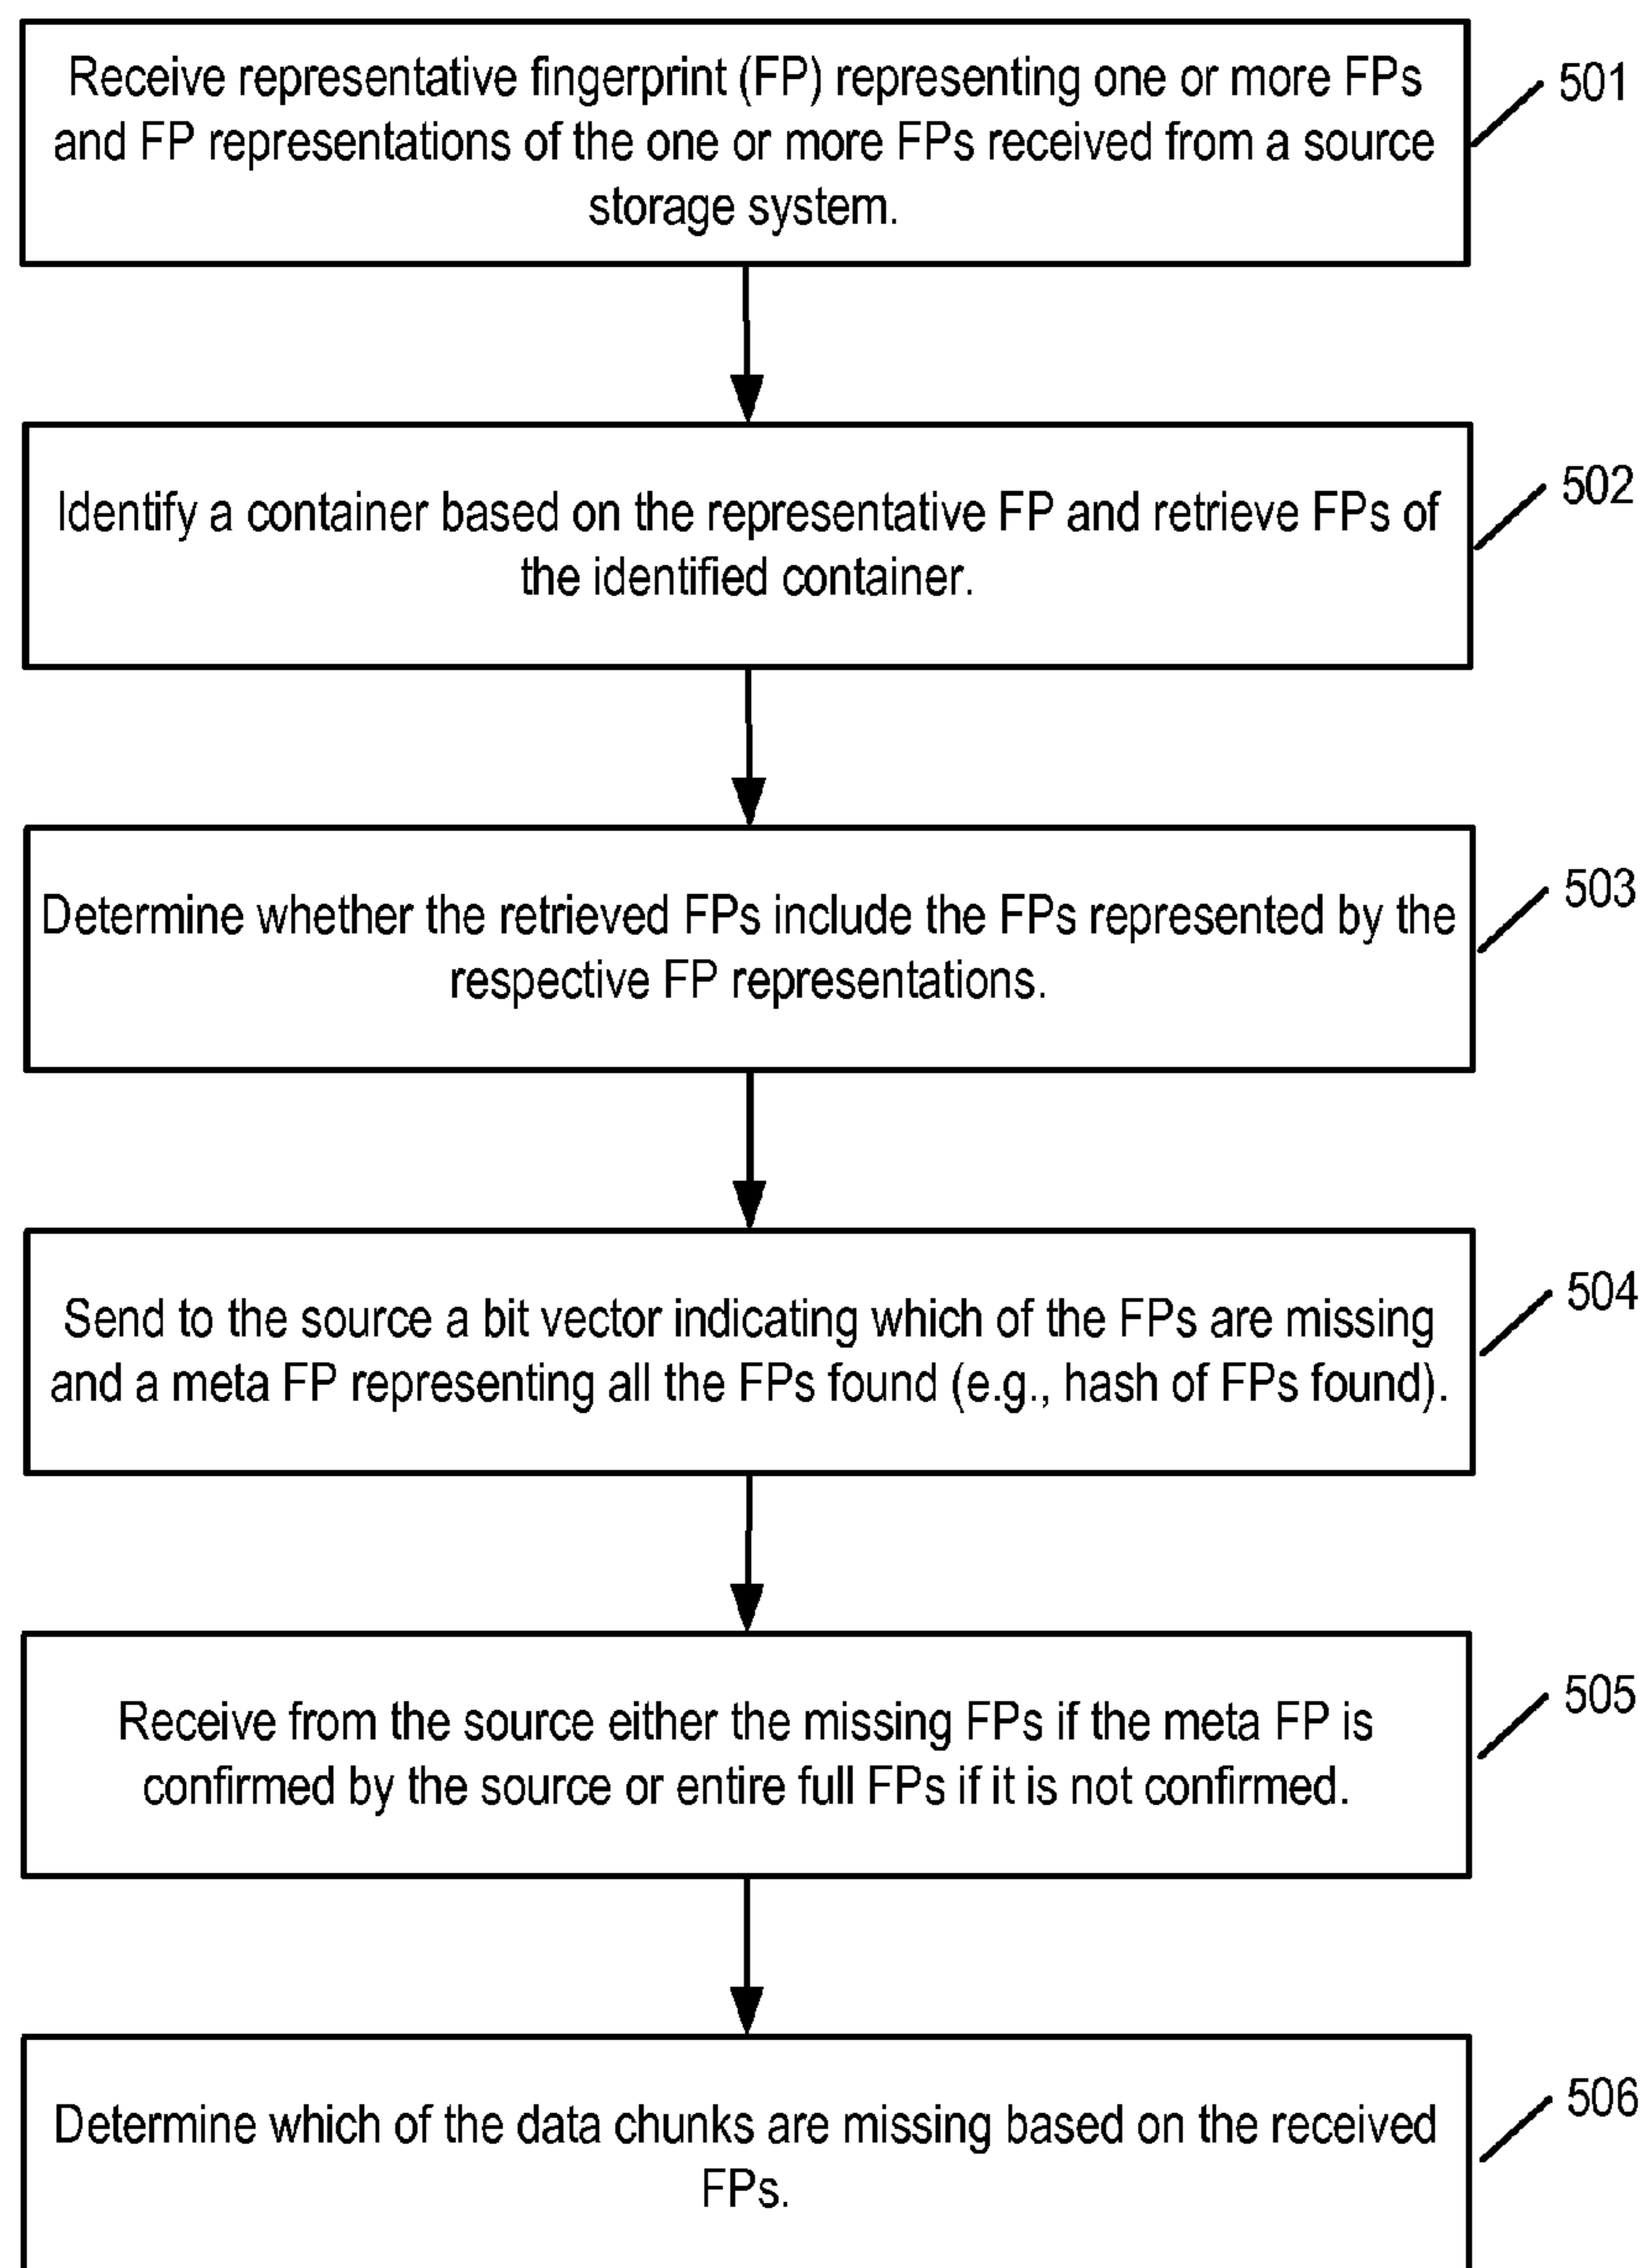 Receive representative fingerprint (FP) representing one or more FPs
and FP representations of the one or more FPs received from a source
storage system.
501
Identify a container based on the representative FP and retrieve FPs of
the identified container.
502
Determine whether the retrieved FPs include the FPs represented by the
respective FP representations.
503
Send to the source a bit vector indicating which of the FPs are missing
and a meta FP representing all the FPs found (e.g., hash of FPs found).
504
Receive from the source either the missing FPs if the meta FP is
confirmed by the source or entire full FPs if it is not confirmed.
505
Determine which of the data chunks are missing based on the received
FPs.
506